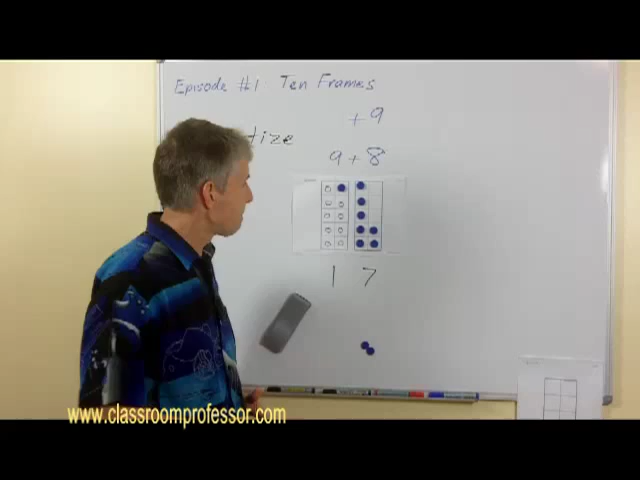 Episode #1: Ten Frames
+9
tize
9 + 8
1 7
www.classroomprofessor.com